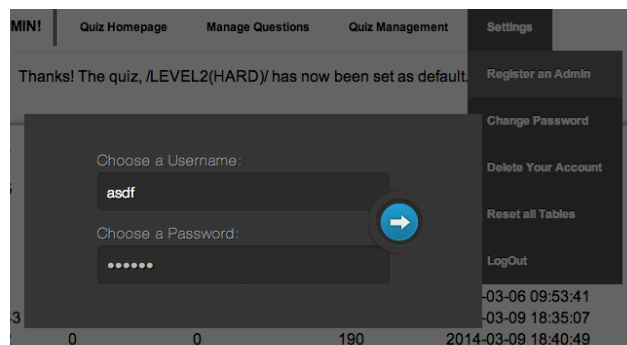 MIN! Quiz Homepage Manage Questions Quiz Management Settings
Thanks! The quiz, /LEVEL2(HARD)/ has now been set as default.
Register an Admin
Change Password
Choose a Username:
Delete Your Account
asdf
Reset all Tables
Choose a Password:
••••••
LogOut
-03-06 09:53:41
-03-09 18:35:07
0 0 190 2014-03-09 18:40:49